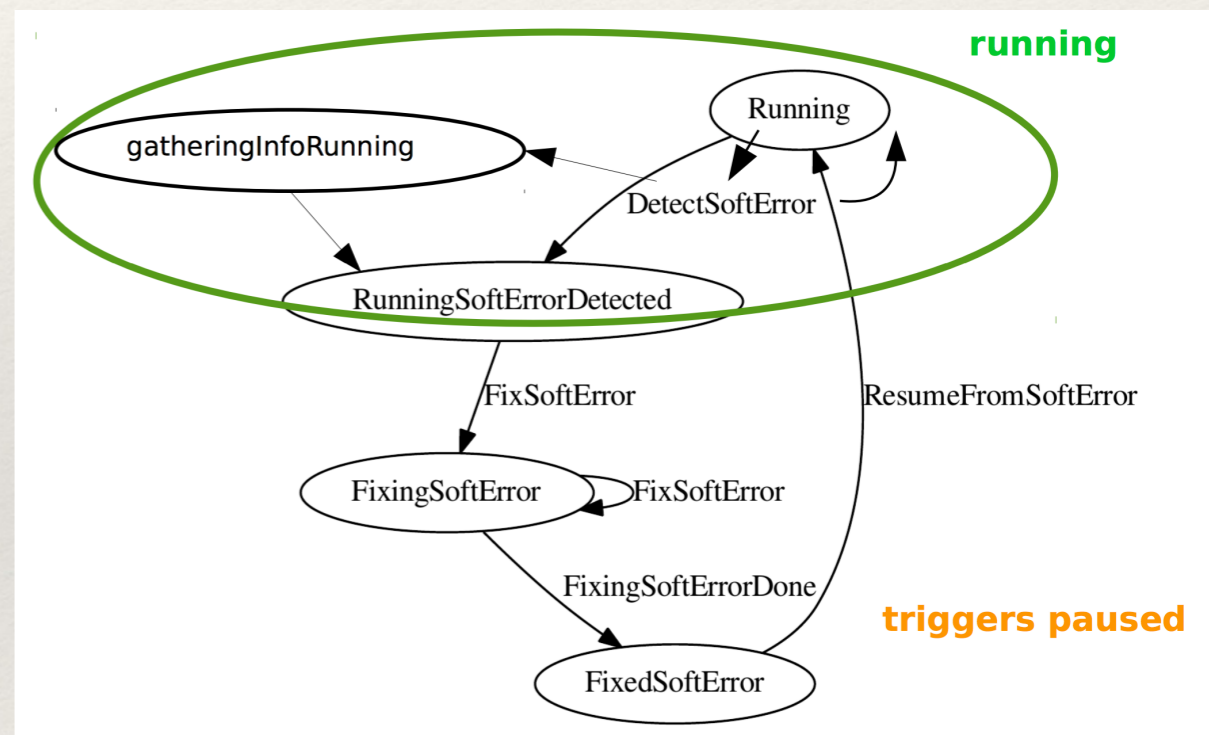 running
Running
gatheringInfoRunning
DetectSoftError
RunningSoftErrorDetected
FixSoftError
ResumeFromSoftError
FixingSoftError
FixSoftError
FixingSoftErrorDone
triggers paused
FixedSoftError